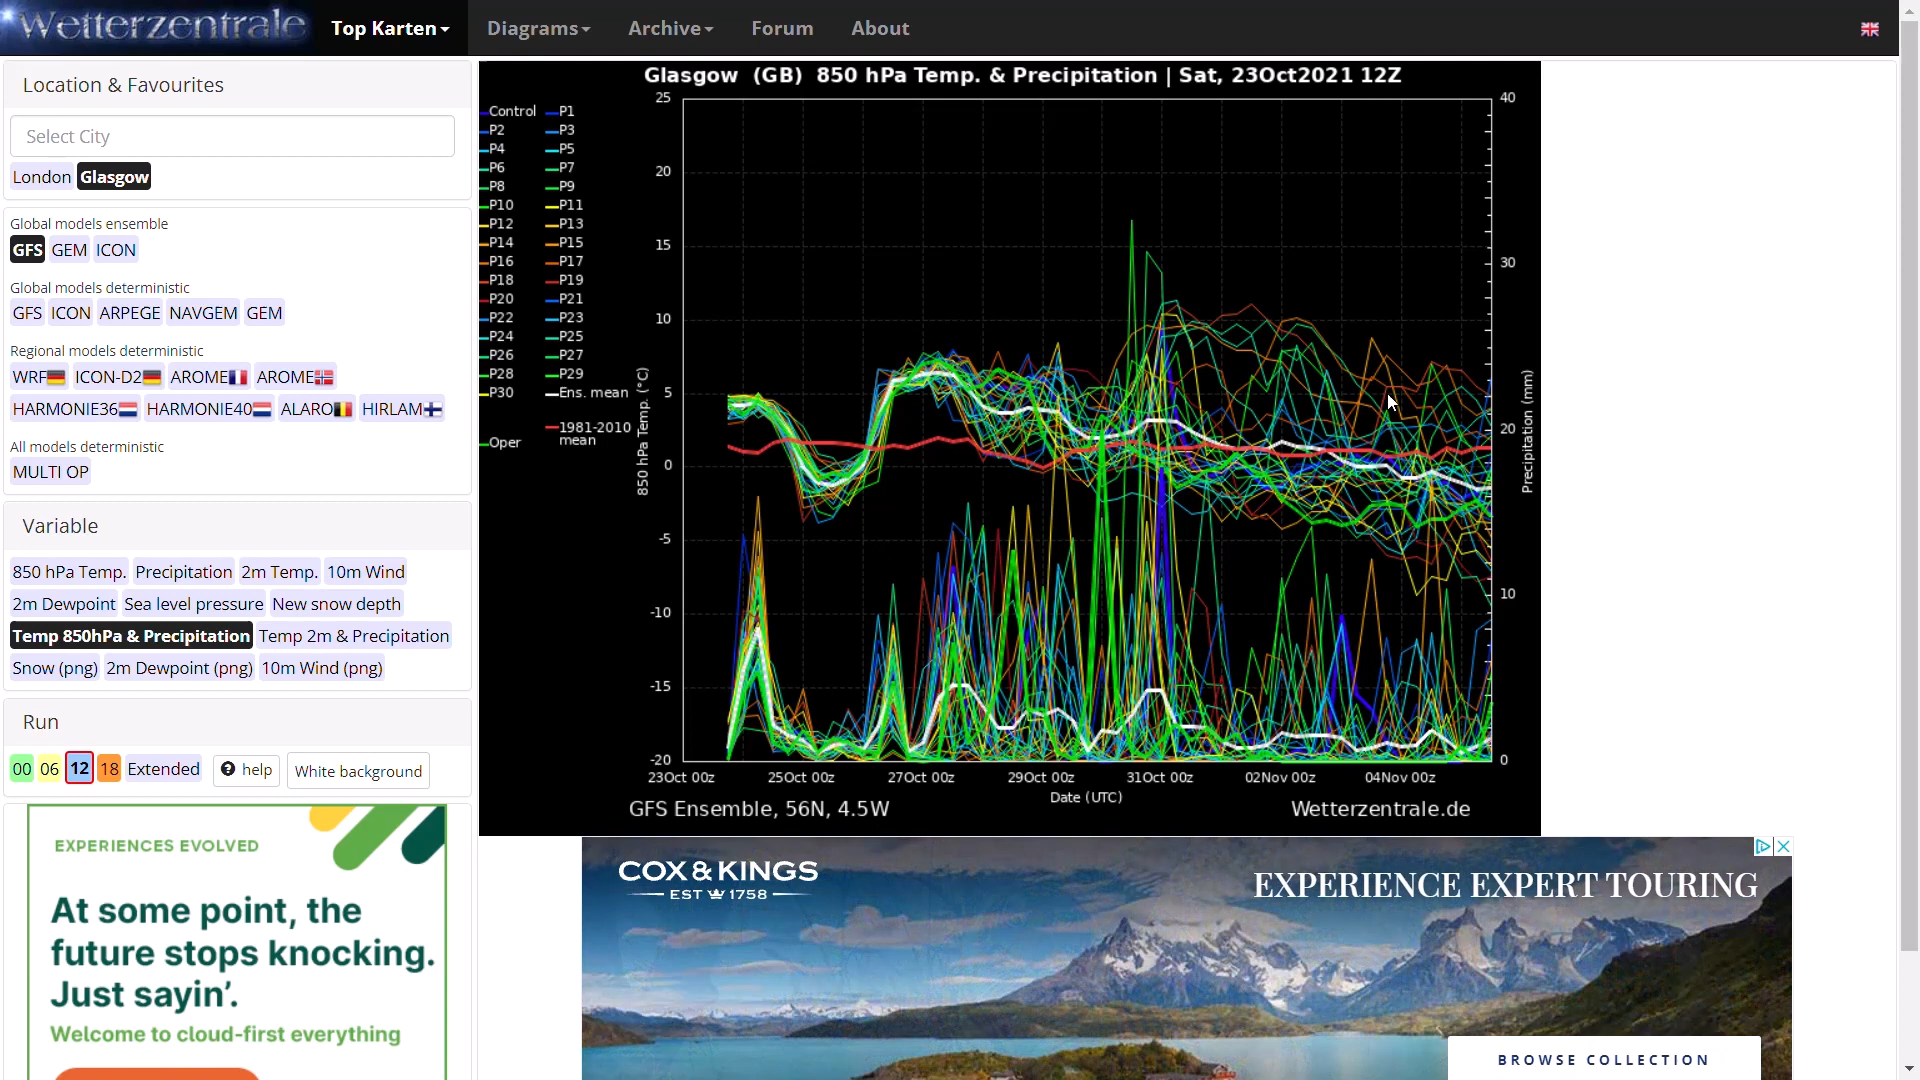 Wetterzentrale Top Karten Diagrams Archive Forum About
Location & Favourites
Select City
London Glasgow
Global models ensemble
GFS GEM ICON
Global models deterministic
GFS ICON ARPEGE NAVGEM GEM
Regional models deterministic
WRF ICON-D2 AROME AROME
HARMONIE36 HARMONIE40 ALARO HIRLAM
All models deterministic
MULTI OP
Variable
850 hPa Temp. Precipitation 2m Temp. 10m Wind
2m Dewpoint Sea level pressure New snow depth
Temp 850hPa & Precipitation Temp 2m & Precipitation
Snow (png) 2m Dewpoint (png) 10m Wind (png)
Run
00 06 12 18 Extended help White background
EXPERIENCES EVOLVED
At some point, the
future stops knocking.
Just sayin'.
Welcome to cloud-first everything
Glasgow (GB) 850 hPa Temp. & Precipitation | Sat, 23Oct2021 12Z
Control P1
P2 P3
P4 P5
P6 P7
P8 P9
P10 P11
P12 P13
P14 P15
P16 P17
P18 P19
P20 P21
P22 P23
P24 P25
P26 P27
P28 P29
P30 Ens. mean
Oper 1981-2010
mean
850 hPa Temp. (°C)
25
20
15
10
5
0
-5
-10
-15
-20
40
30
20
10
0
Precipitation (mm)
23Oct 00z 25Oct 00z 27Oct 00z 29Oct 00z 31Oct 00z 02Nov 00z 04Nov 00z
Date (UTC)
GFS Ensemble, 56N, 4.5W Wetterzentrale.de
COX & KINGS
EST 1758
EXPERIENCE EXPERT TOURING
BROWSE COLLECTION